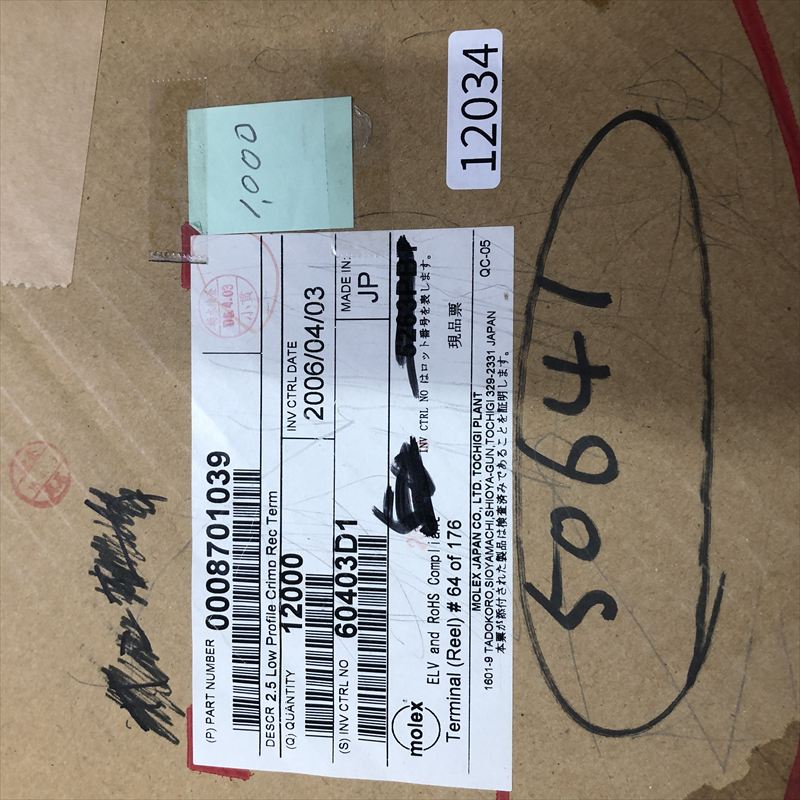 1,000
12034
(P) PART NUMBER 0008701039
DESCR 2.5 Low Profile Crimp Rec Term
(Q) QUANTITY 12000
INV CTRL DATE 2006/04/03
(S) INV CTRL NO 60403D1
MADE IN: JP
INV CTRL NO はロット番号を表します。
molex
ELV and RoHS Compliant
現品票
Terminal (Reel) # 64 of 176
QC-05
MOLEX JAPAN CO., LTD. TOCHIGI PLANT
1601-9 TADOKORO,SIOYAMACHI,SHIOYA-GUN,TOCHIGI 329-2331 JAPAN
本票が添付された製品は検査済みであることを証明します。
50641